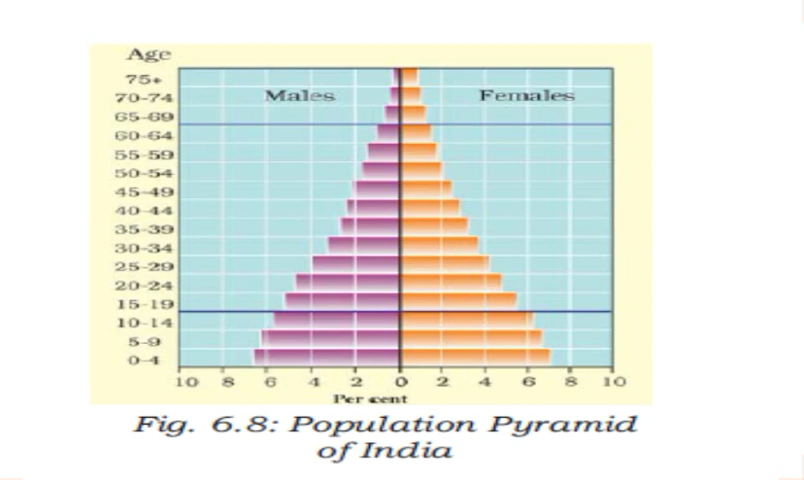 Age
75+
70-74
65-69
60-64
55-59
50-54
45-49
40-44
35-39
30-34
25-29
20-24
15-19
10-14
5-9
0-4
Males Females
10 8 6 4 2 0 2 4 6 8 10
Per cent
Fig. 6.8: Population Pyramid
of India